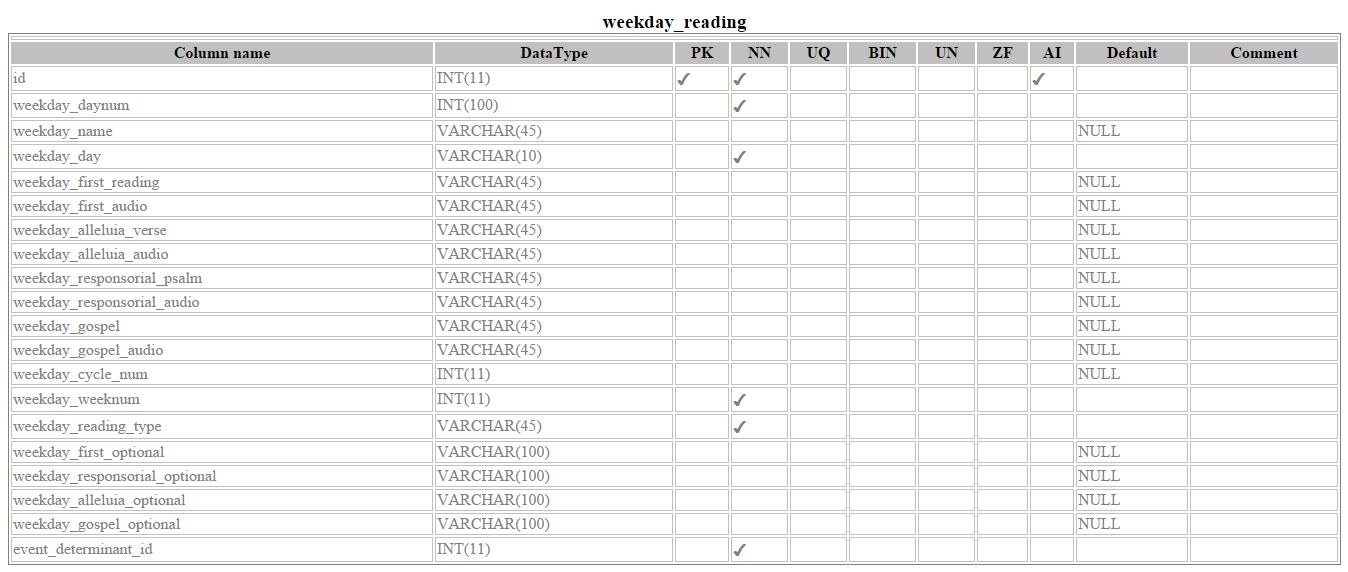 weekday_reading
Column name DataType PK NN UQ BIN UN ZF AI Default Comment
id INT(11) ✓ ✓ ✓
weekday_daynum INT(100) ✓
weekday_name VARCHAR(45) NULL
weekday_day VARCHAR(10) ✓
weekday_first_reading VARCHAR(45) NULL
weekday_first_audio VARCHAR(45) NULL
weekday_alleluia_verse VARCHAR(45) NULL
weekday_alleluia_audio VARCHAR(45) NULL
weekday_responsorial_psalm VARCHAR(45) NULL
weekday_responsorial_audio VARCHAR(45) NULL
weekday_gospel VARCHAR(45) NULL
weekday_gospel_audio VARCHAR(45) NULL
weekday_cycle_num INT(11) NULL
weekday_weeknum INT(11) ✓
weekday_reading_type VARCHAR(45) ✓
weekday_first_optional VARCHAR(100) NULL
weekday_responsorial_optional VARCHAR(100) NULL
weekday_alleluia_optional VARCHAR(100) NULL
weekday_gospel_optional VARCHAR(100) NULL
event_determinant_id INT(11) ✓